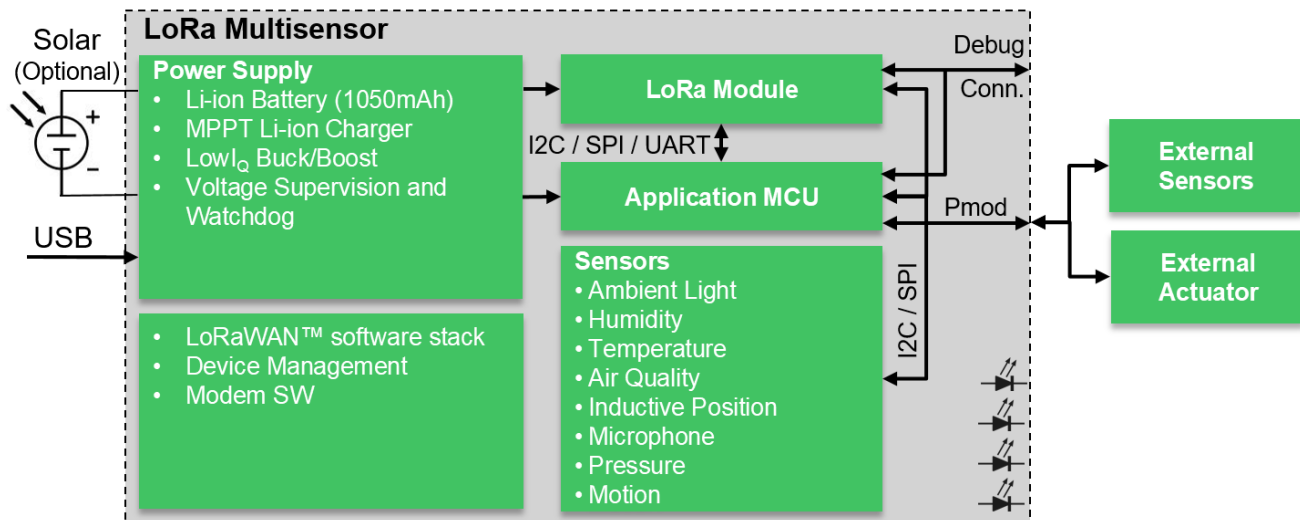 LoRa Multisensor
Solar
(Optional)
+
−
USB
Power Supply
• Li-ion Battery (1050mAh)
• MPPT Li-ion Charger
• LowI_Q Buck/Boost
• Voltage Supervision and
Watchdog
• LoRaWAN™ software stack
• Device Management
• Modem SW
LoRa Module
I2C / SPI / UART
Application MCU
Sensors
• Ambient Light
• Humidity
• Temperature
• Air Quality
• Inductive Position
• Microphone
• Pressure
• Motion
I2C / SPI
Debug
Conn.
Pmod
External
Sensors
External
Actuator